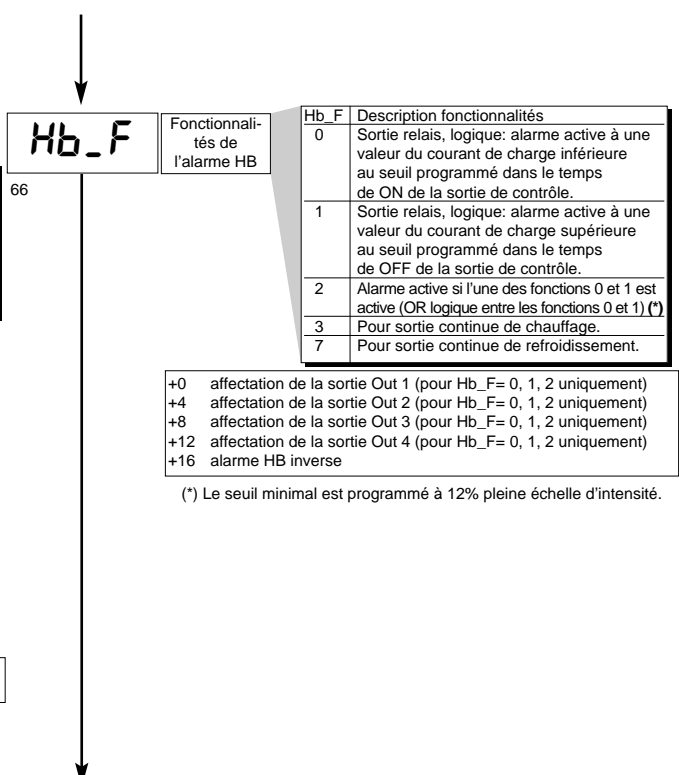 Hb_F
66
Fonctionnali-
tés de
l'alarme HB
Hb_F Description fonctionnalités
0 Sortie relais, logique: alarme active à une
valeur du courant de charge inférieure
au seuil programmé dans le temps
de ON de la sortie de contrôle.
1 Sortie relais, logique: alarme active à une
valeur du courant de charge supérieure
au seuil programmé dans le temps
de OFF de la sortie de contrôle.
2 Alarme active si l'une des fonctions 0 et 1 est
active (OR logique entre les fonctions 0 et 1) (*)
3 Pour sortie continue de chauffage.
7 Pour sortie continue de refroidissement.
+0 affectation de la sortie Out 1 (pour Hb_F= 0, 1, 2 uniquement)
+4 affectation de la sortie Out 2 (pour Hb_F= 0, 1, 2 uniquement)
+8 affectation de la sortie Out 3 (pour Hb_F= 0, 1, 2 uniquement)
+12 affectation de la sortie Out 4 (pour Hb_F= 0, 1, 2 uniquement)
+16 alarme HB inverse
(*) Le seuil minimal est programmé à 12% pleine échelle d'intensité.